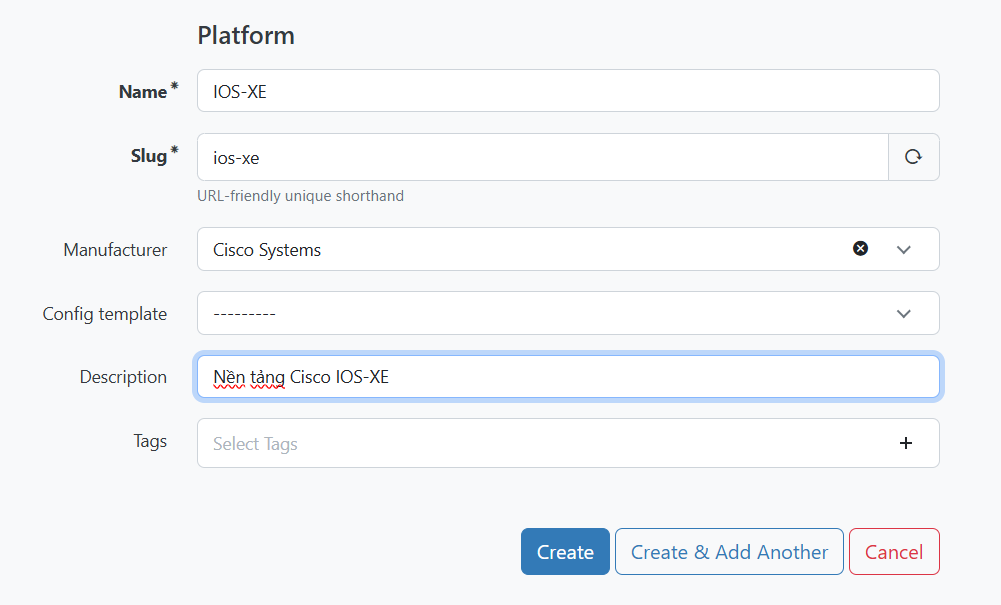 Platform
Name *
IOS-XE
Slug *
ios-xe
URL-friendly unique shorthand
Manufacturer
Cisco Systems
Config template
---------
Description
Nền tảng Cisco IOS-XE
Tags
Select Tags
Create
Create & Add Another
Cancel